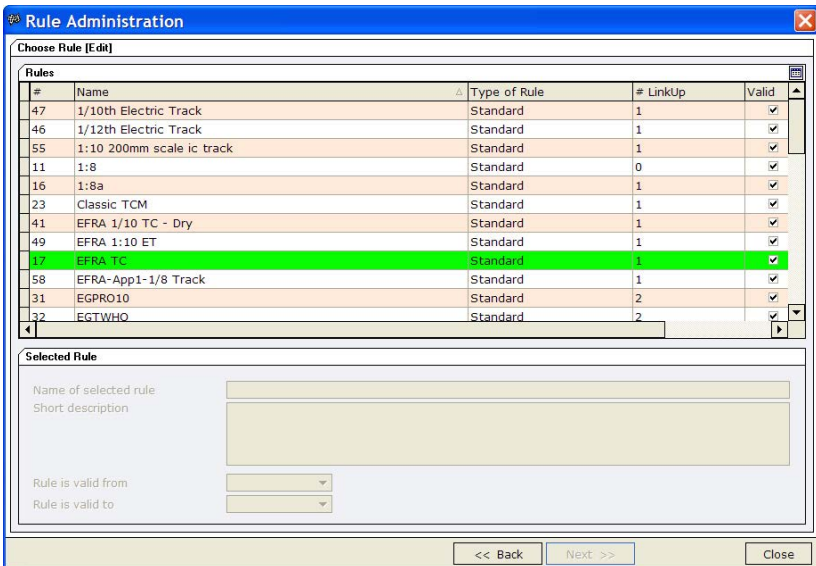 Rule Administration
Choose Rule [Edit]
Rules
# Name Type of Rule # LinkUp Valid
47 1/10th Electric Track Standard 1
46 1/12th Electric Track Standard 1
55 1:10 200mm scale ic track Standard 1
11 1:8 Standard 0
16 1:8a Standard 1
23 Classic TCM Standard 1
41 EFRA 1/10 TC - Dry Standard 1
49 EFRA 1:10 ET Standard 1
17 EFRA TC Standard 1
58 EFRA-App1-1/8 Track Standard 1
31 EGPRO10 Standard 2
32 EGTWHO Standard 2
Selected Rule
Name of selected rule
Short description
Rule is valid from
Rule is valid to
<< Back Next >> Close